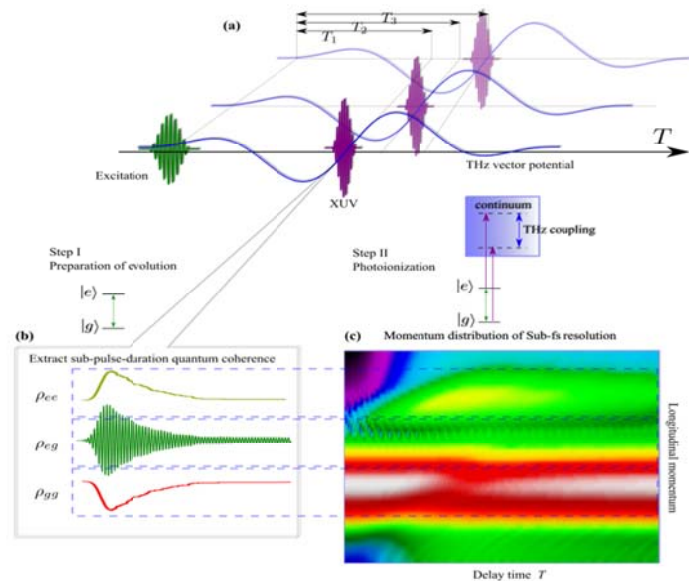 (a)
T₃
T₂
T₁
T
Excitation
XUV
THz vector potential
continuum
THz coupling
Step I
Preparation of evolution
Step II
Photoionization
|e⟩
|g⟩
|e⟩
|g⟩
(b)
Extract sub-pulse-daration quantum coherence
ρee
ρeg
ρgg
(c)
Momentum distribution of Sub-fs resolution
Longitudinal momentum
Delay time T